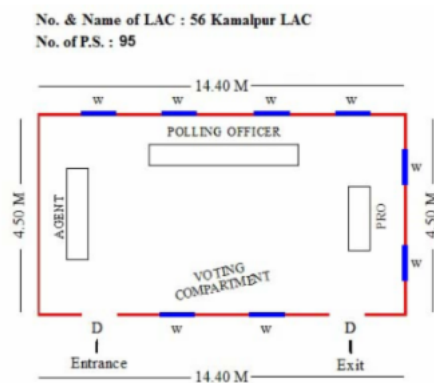 No. & Name of LAC : 56 Kamalpur LAC
No. of P.S. : 95
14.40 M
W W W W
POLLING OFFICER
4.50 M
AGENT
PRO
W
4.50 M
VOTING
COMPARTMENT
W
D W W D
Entrance Exit
14.40 M